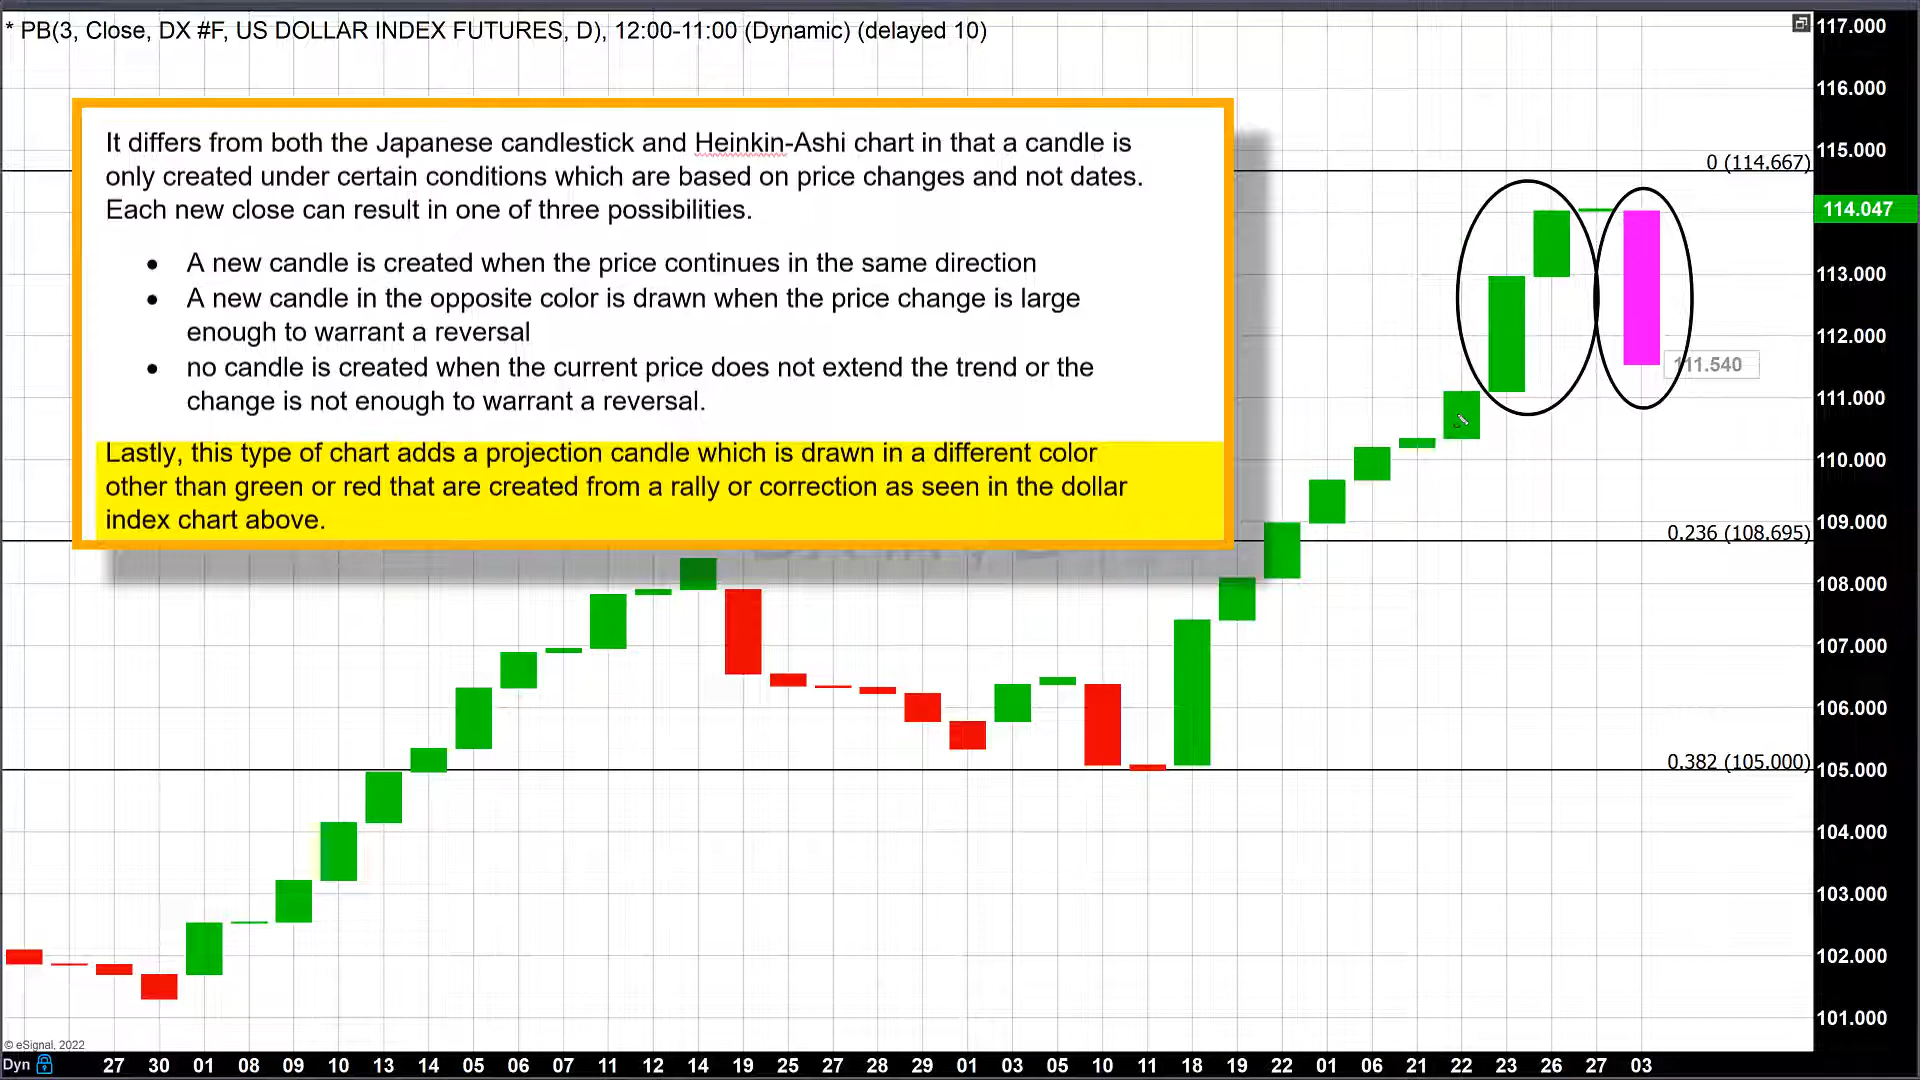 * PB(3, Close, DX #F, US DOLLAR INDEX FUTURES, D), 12:00-11:00 (Dynamic) (delayed 10)
117.000
116.000
It differs from both the Japanese candlestick and Heinkin-Ashi chart in that a candle is
only created under certain conditions which are based on price changes and not dates.
Each new close can result in one of three possibilities.
• A new candle is created when the price continues in the same direction
• A new candle in the opposite color is drawn when the price change is large
enough to warrant a reversal
• no candle is created when the current price does not extend the trend or the
change is not enough to warrant a reversal.
Lastly, this type of chart adds a projection candle which is drawn in a different color
other than green or red that are created from a rally or correction as seen in the dollar
index chart above.
115.000
0 (114.667)
114.047
113.000
112.000
111.540
111.000
110.000
109.000
0.236 (108.695)
108.000
107.000
106.000
0.382 (105.000)
105.000
104.000
103.000
102.000
101.000
© eSignal, 2022
Dyn 27 30 01 08 09 10 13 14 05 06 07 11 12 14 19 25 27 28 29 01 03 05 10 11 18 19 22 01 06 21 22 23 26 27 03